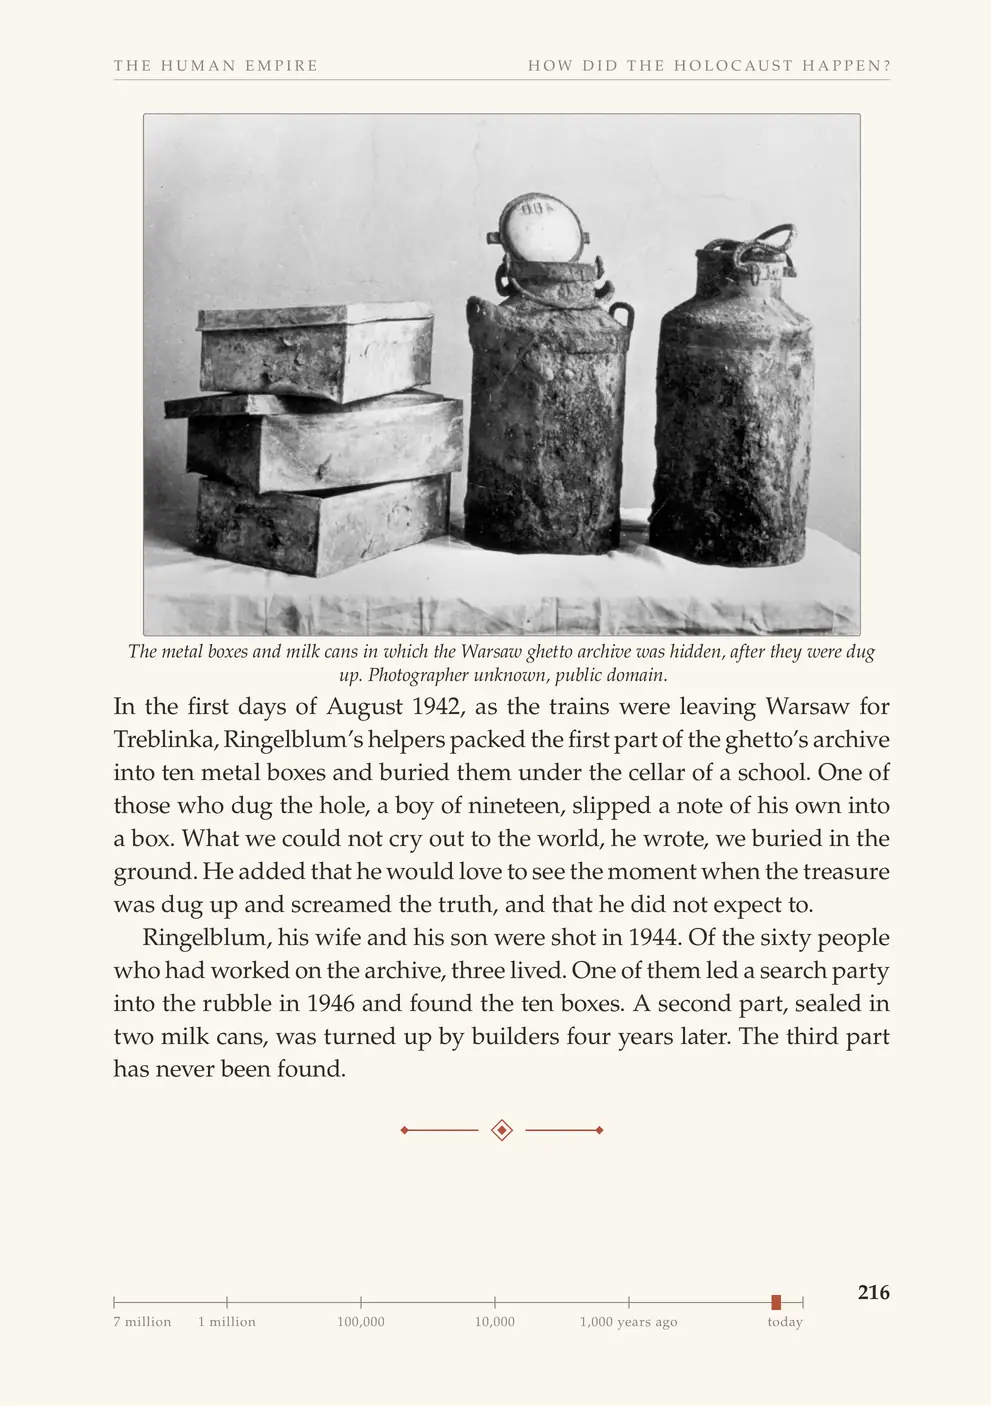 THE HUMAN EMPIRE
HOW DID THE HOLOCAUST HAPPEN?
The metal boxes and milk cans in which the Warsaw ghetto archive was hidden, after they were dug
up. Photographer unknown, public domain.
In the first days of August 1942, as the trains were leaving Warsaw for
Treblinka, Ringelblum’s helpers packed the first part of the ghetto’s archive
into ten metal boxes and buried them under the cellar of a school. One of
those who dug the hole, a boy of nineteen, slipped a note of his own into
a box. What we could not cry out to the world, he wrote, we buried in the
ground. He added that he would love to see the moment when the treasure
was dug up and screamed the truth, and that he did not expect to.
Ringelblum, his wife and his son were shot in 1944. Of the sixty people
who had worked on the archive, three lived. One of them led a search party
into the rubble in 1946 and found the ten boxes. A second part, sealed in
two milk cans, was turned up by builders four years later. The third part
has never been found.
216
7 million 1 million 100,000 10,000 1,000 years ago today